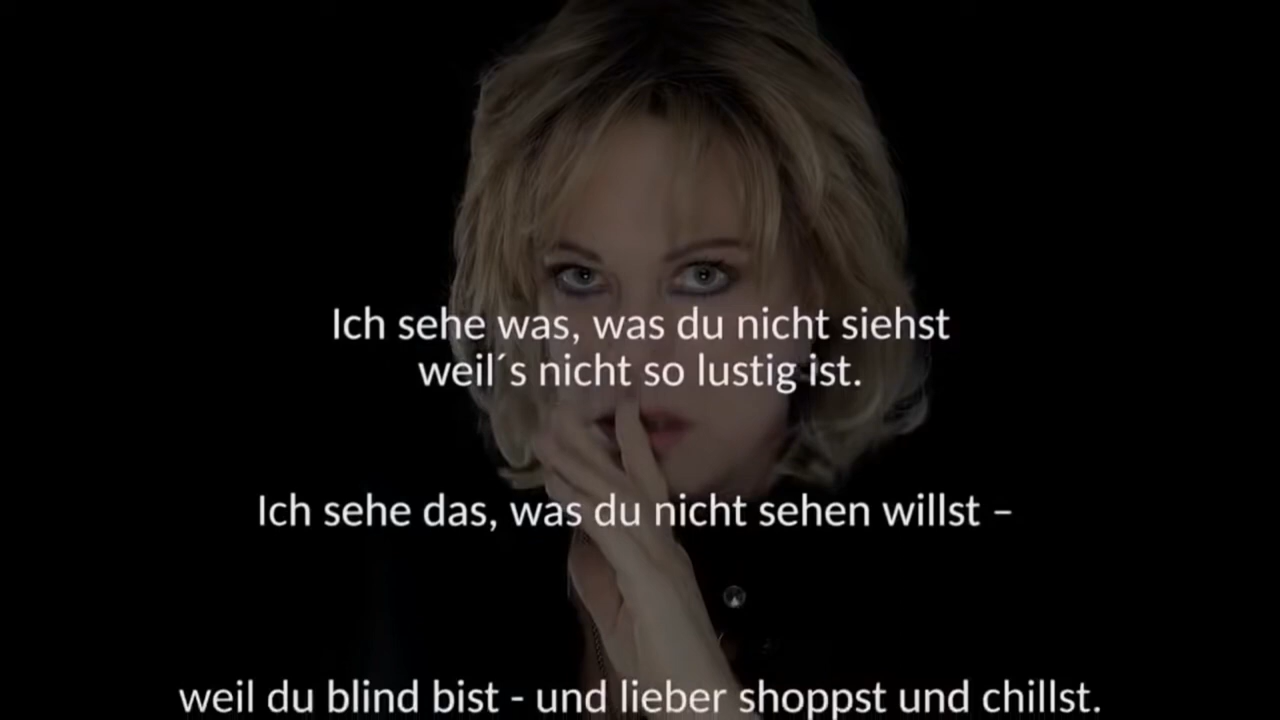 Ich sehe was, was du nicht siehst
weil´s nicht so lustig ist.
Ich sehe das, was du nicht sehen willst –
weil du blind bist - und lieber shoppst und chillst.